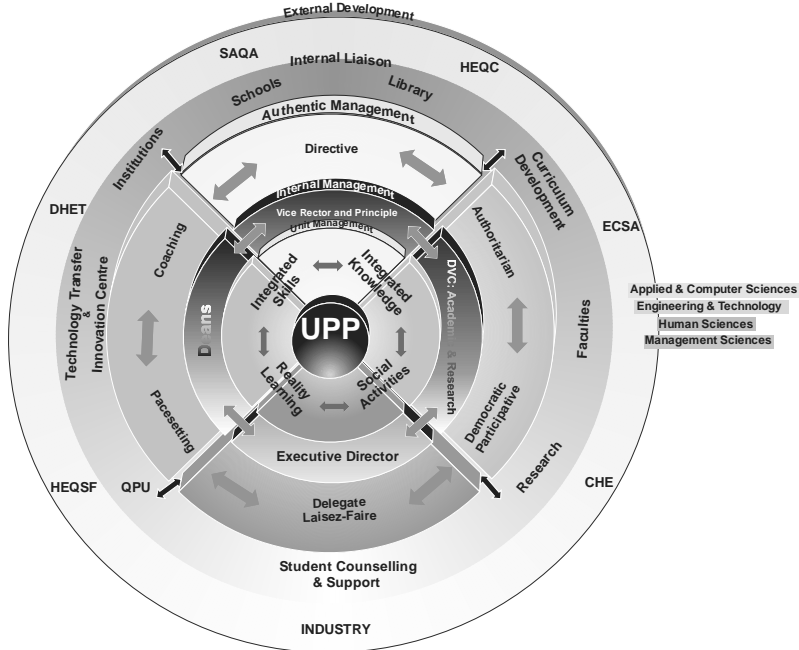 External Development
SAQA
Internal Liaison
HEQC
Schools
Library
Authentic Management
Institutions
Directive
Curriculum
Development
Internal Management
DHET
Vice Rector and Principle
ECSA
Unit Management
Coaching
Authoritarian
Integrated
Skills
Integrated
Knowledge
Technology Transfer
&
Innovation Centre
Deans
UPP
DVC: Academic & Research
Faculties
Applied & Computer Sciences
Engineering & Technology
Human Sciences
Management Sciences
Reality
Learning
Social
Activities
Pacesetting
Democratic
Participative
Executive Director
Research
HEQSF
QPU
CHE
Delegate
Laisez-Faire
Student Counselling
& Support
INDUSTRY